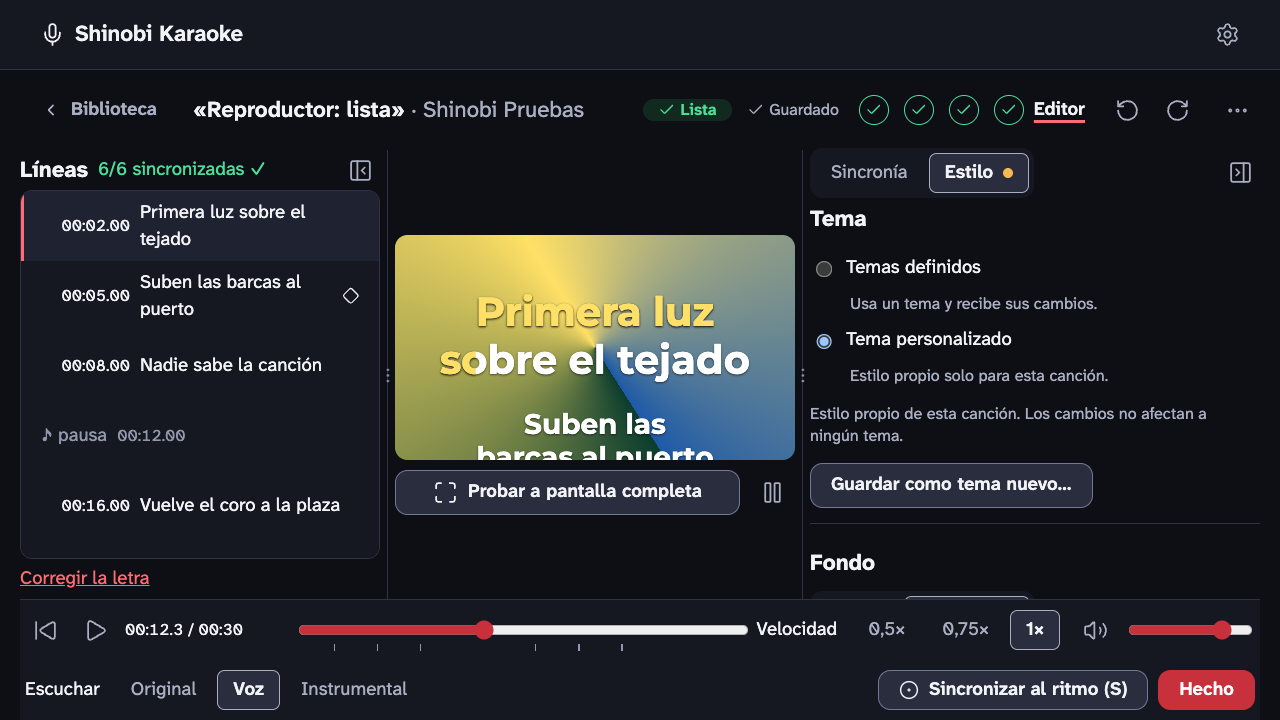 Shinobi Karaoke
Biblioteca
«Reproductor: lista» · Shinobi Pruebas
Lista
Guardado
Editor
Líneas 6/6 sincronizadas
00:02.00 Primera luz sobre el
tejado
00:05.00 Suben las barcas al
puerto
00:08.00 Nadie sabe la canción
♪ pausa 00:12.00
00:16.00 Vuelve el coro a la plaza
Corregir la letra
Primera luz
sobre el tejado
Suben las
barcas al puerto
Probar a pantalla completa
Sincronía
Estilo
Tema
Temas definidos
Usa un tema y recibe sus cambios.
Tema personalizado
Estilo propio solo para esta canción.
Estilo propio de esta canción. Los cambios no afectan a
ningún tema.
Guardar como tema nuevo...
Fondo
00:12.3 / 00:30
Velocidad 0,5× 0,75× 1×
Escuchar Original Voz Instrumental
Sincronizar al ritmo (S)
Hecho